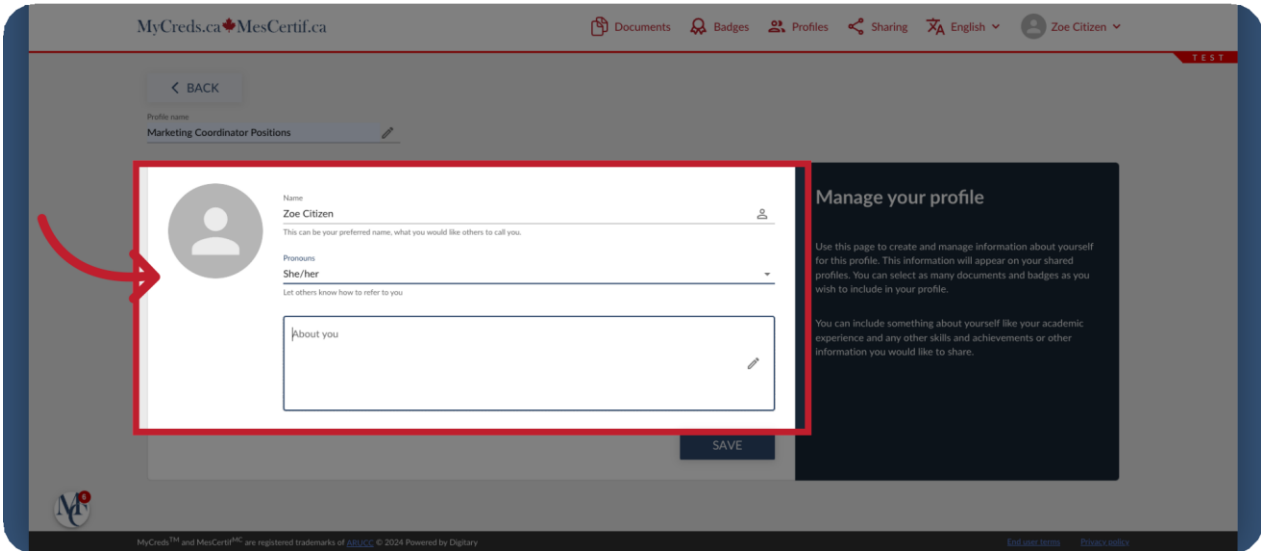 MyCreds.ca MesCertif.ca
Documents
Badges
Profiles
Sharing
English
Zoe Citizen
TEST
BACK
Profile name
Marketing Coordinator Positions
Name
Zoe Citizen
This can be your preferred name, what you would like others to call you.
Pronouns
She/her
Let others know how to refer to you
About you
SAVE
Manage your profile
Use this page to create and manage information about yourself
for this profile. This information will appear on your shared
profiles. You can select as many documents and badges as you
wish to include in your profile.
You can include something about yourself like your academic
experience and any other skills and achievements or other
information you would like to share.
MC
6
MyCreds™ and MesCertifᴹᶜ are registered trademarks of ARUCC © 2024 Powered by Digitary
End user terms
Privacy policy